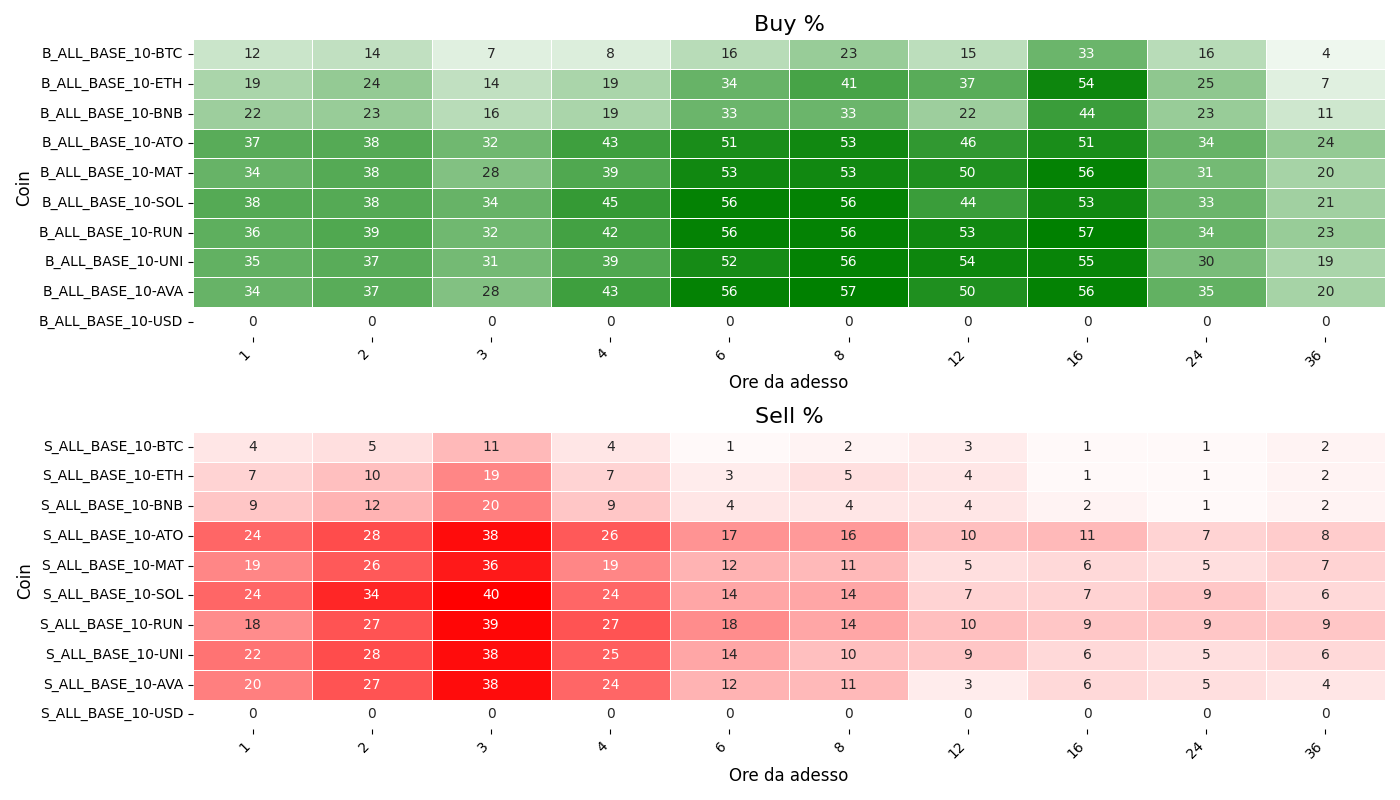 Buy %
Coin
B_ALL_BASE_10-BTC 12 14 7 8 16 23 15 33 16 4
B_ALL_BASE_10-ETH 19 24 14 19 34 41 37 54 25 7
B_ALL_BASE_10-BNB 22 23 16 19 33 33 22 44 23 11
B_ALL_BASE_10-ATO 37 38 32 43 51 53 46 51 34 24
B_ALL_BASE_10-MAT 34 38 28 39 53 53 50 56 31 20
B_ALL_BASE_10-SOL 38 38 34 45 56 56 44 53 33 21
B_ALL_BASE_10-RUN 36 39 32 42 56 56 53 57 34 23
B_ALL_BASE_10-UNI 35 37 31 39 52 56 54 55 30 19
B_ALL_BASE_10-AVA 34 37 28 43 56 57 50 56 35 20
B_ALL_BASE_10-USD 0 0 0 0 0 0 0 0 0 0
1 2 3 4 6 8 12 16 24 36
Ore da adesso
Sell %
Coin
S_ALL_BASE_10-BTC 4 5 11 4 1 2 3 1 1 2
S_ALL_BASE_10-ETH 7 10 19 7 3 5 4 1 1 2
S_ALL_BASE_10-BNB 9 12 20 9 4 4 4 2 1 2
S_ALL_BASE_10-ATO 24 28 38 26 17 16 10 11 7 8
S_ALL_BASE_10-MAT 19 26 36 19 12 11 5 6 5 7
S_ALL_BASE_10-SOL 24 34 40 24 14 14 7 7 9 6
S_ALL_BASE_10-RUN 18 27 39 27 18 14 10 9 9 9
S_ALL_BASE_10-UNI 22 28 38 25 14 10 9 6 5 6
S_ALL_BASE_10-AVA 20 27 38 24 12 11 3 6 5 4
S_ALL_BASE_10-USD 0 0 0 0 0 0 0 0 0 0
1 2 3 4 6 8 12 16 24 36
Ore da adesso